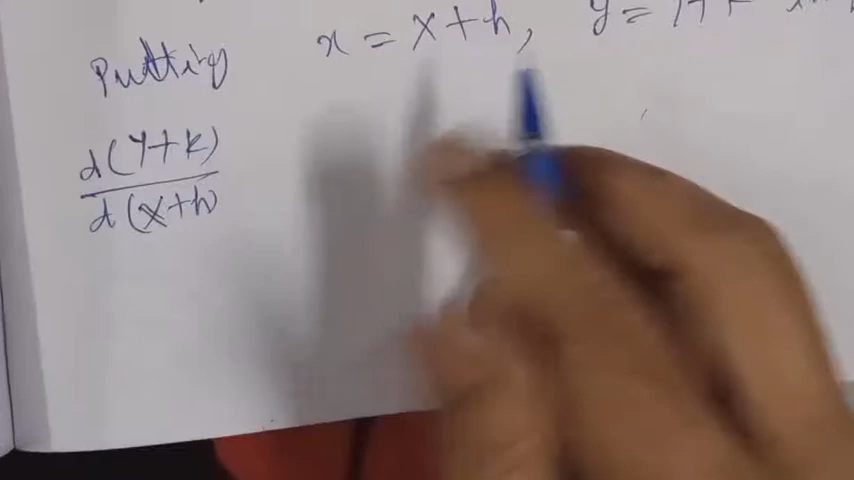 Putting x = X+h, y = Y+k
d(Y+k)
d(X+h)